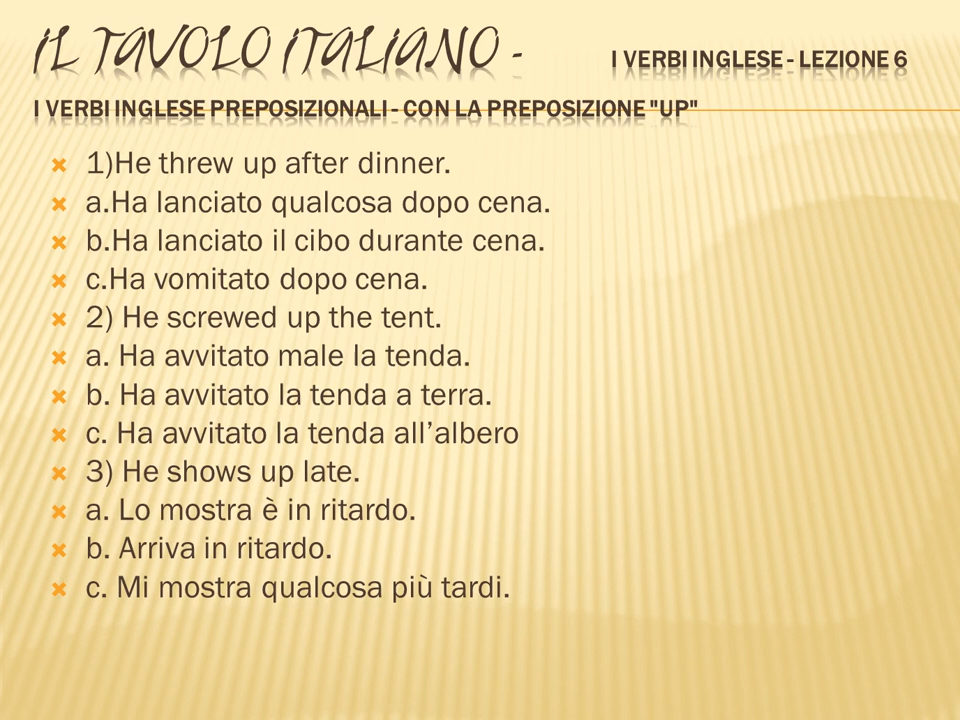 IL TAVOLO ITALIANO - I VERBI INGLESE - LEZIONE 6
I VERBI INGLESE PREPOSIZIONALI - CON LA PREPOSIZIONE "UP"
1)He threw up after dinner.
a.Ha lanciato qualcosa dopo cena.
b.Ha lanciato il cibo durante cena.
c.Ha vomitato dopo cena.
2) He screwed up the tent.
a. Ha avvitato male la tenda.
b. Ha avvitato la tenda a terra.
c. Ha avvitato la tenda all’albero
3) He shows up late.
a. Lo mostra è in ritardo.
b. Arriva in ritardo.
c. Mi mostra qualcosa più tardi.